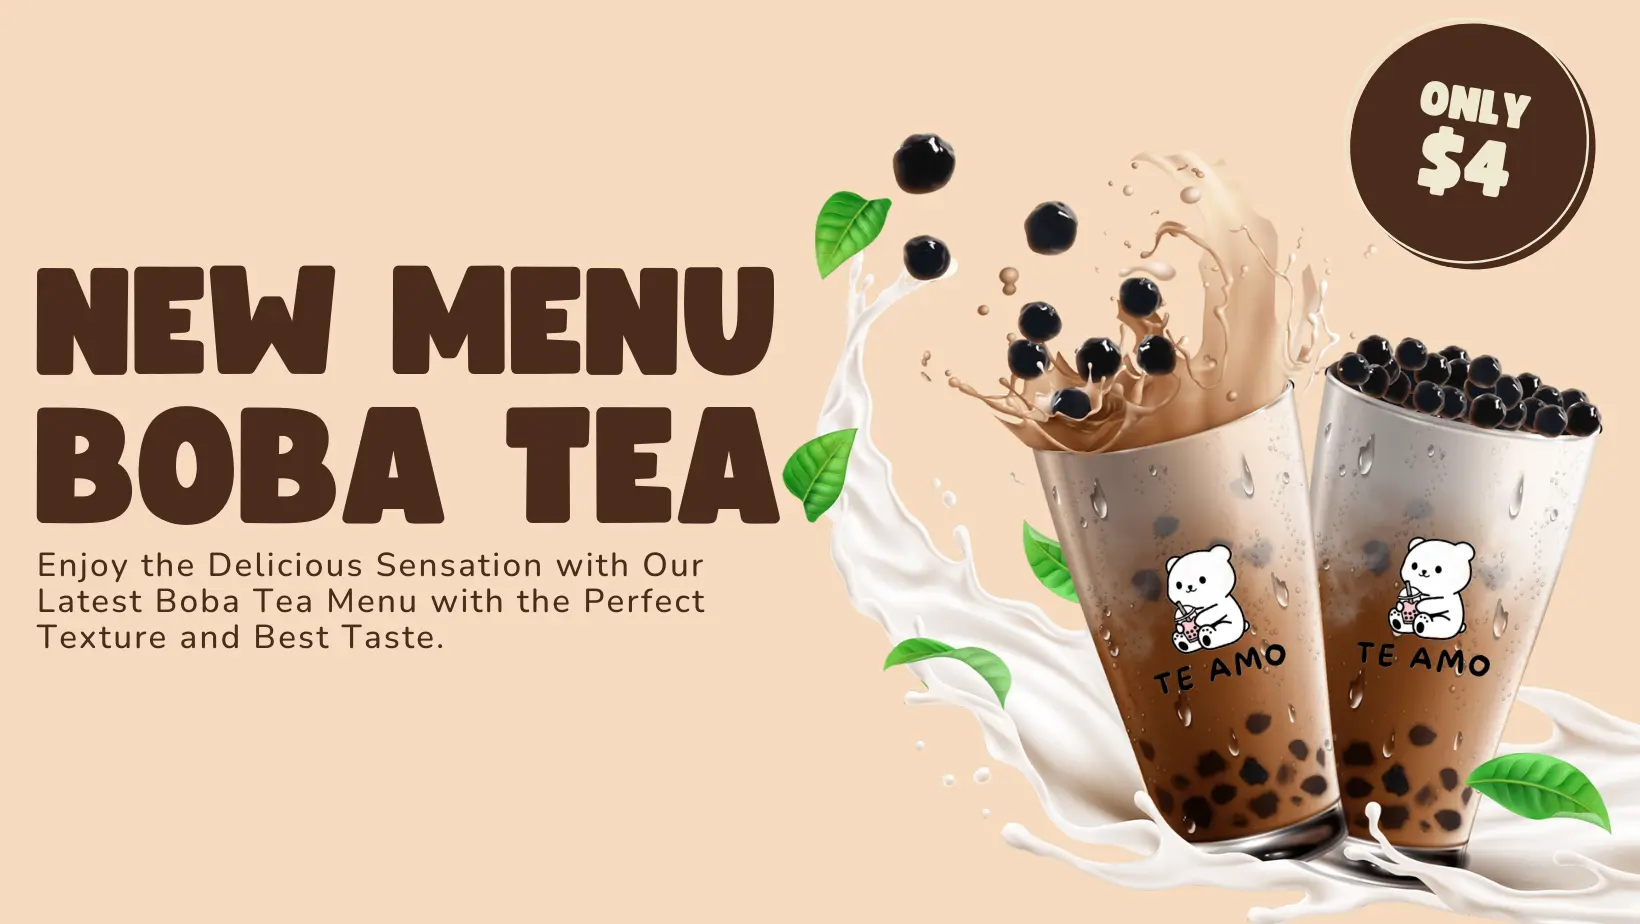 ONLY
$4
NEW MENU
BOBA TEA
Enjoy the Delicious Sensation with Our
Latest Boba Tea Menu with the Perfect
Texture and Best Taste.
TE AMO
TE AMO